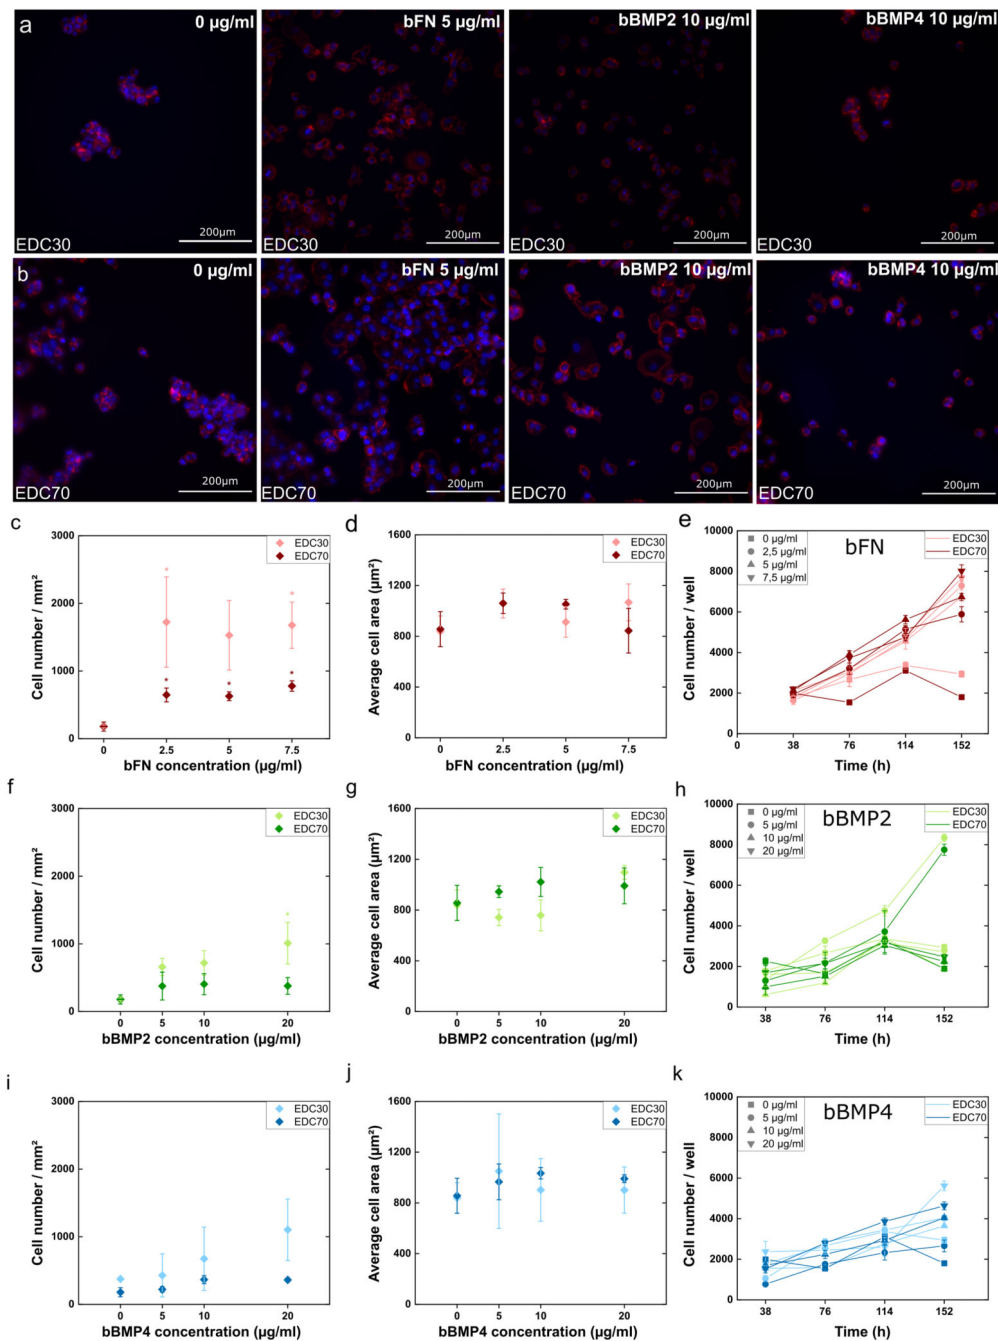 a
0 µg/ml
bFN 5 µg/ml
bBMP2 10 µg/ml
bBMP4 10 µg/ml
200µm
200µm
200µm
200µm
EDC30
EDC30
EDC30
EDC30
b
0 µg/ml
bFN 5 µg/ml
bBMP2 10 µg/ml
bBMP4 10 µg/ml
200µm
200µm
200µm
200µm
EDC70
EDC70
EDC70
EDC70
c
3000
2000
1000
0
Cell number / mm²
EDC30
EDC70
*
*
*
*
*
0
2.5
5
7.5
bFN concentration (µg/ml)
d
1600
1200
800
400
0
Average cell area (µm²)
EDC30
EDC70
0
2.5
5
7.5
bFN concentration (µg/ml)
e
10000
8000
6000
4000
2000
0
Cell number / well
0 µg/ml
2,5 µg/ml
5 µg/ml
7,5 µg/ml
bFN
EDC30
EDC70
0
38
76
114
152
Time (h)
f
3000
2000
1000
0
Cell number / mm²
EDC30
EDC70
*
0
5
10
20
bBMP2 concentration (µg/ml)
g
1600
1200
800
400
0
Average cell area (µm²)
EDC30
EDC70
0
5
10
20
bBMP2 concentration (µg/ml)
h
10000
8000
6000
4000
2000
0
Cell number / well
0 µg/ml
5 µg/ml
10 µg/ml
20 µg/ml
bBMP2
EDC30
EDC70
38
76
114
152
Time (h)
i
3000
2000
1000
0
Cell number / mm²
EDC30
EDC70
0
5
10
20
bBMP4 concentration (µg/ml)
j
1600
1200
800
400
0
Average cell area (µm²)
EDC30
EDC70
0
5
10
20
bBMP4 concentration (µg/ml)
k
10000
8000
6000
4000
2000
0
Cell number / well
0 µg/ml
5 µg/ml
10 µg/ml
20 µg/ml
bBMP4
EDC30
EDC70
38
76
114
152
Time (h)